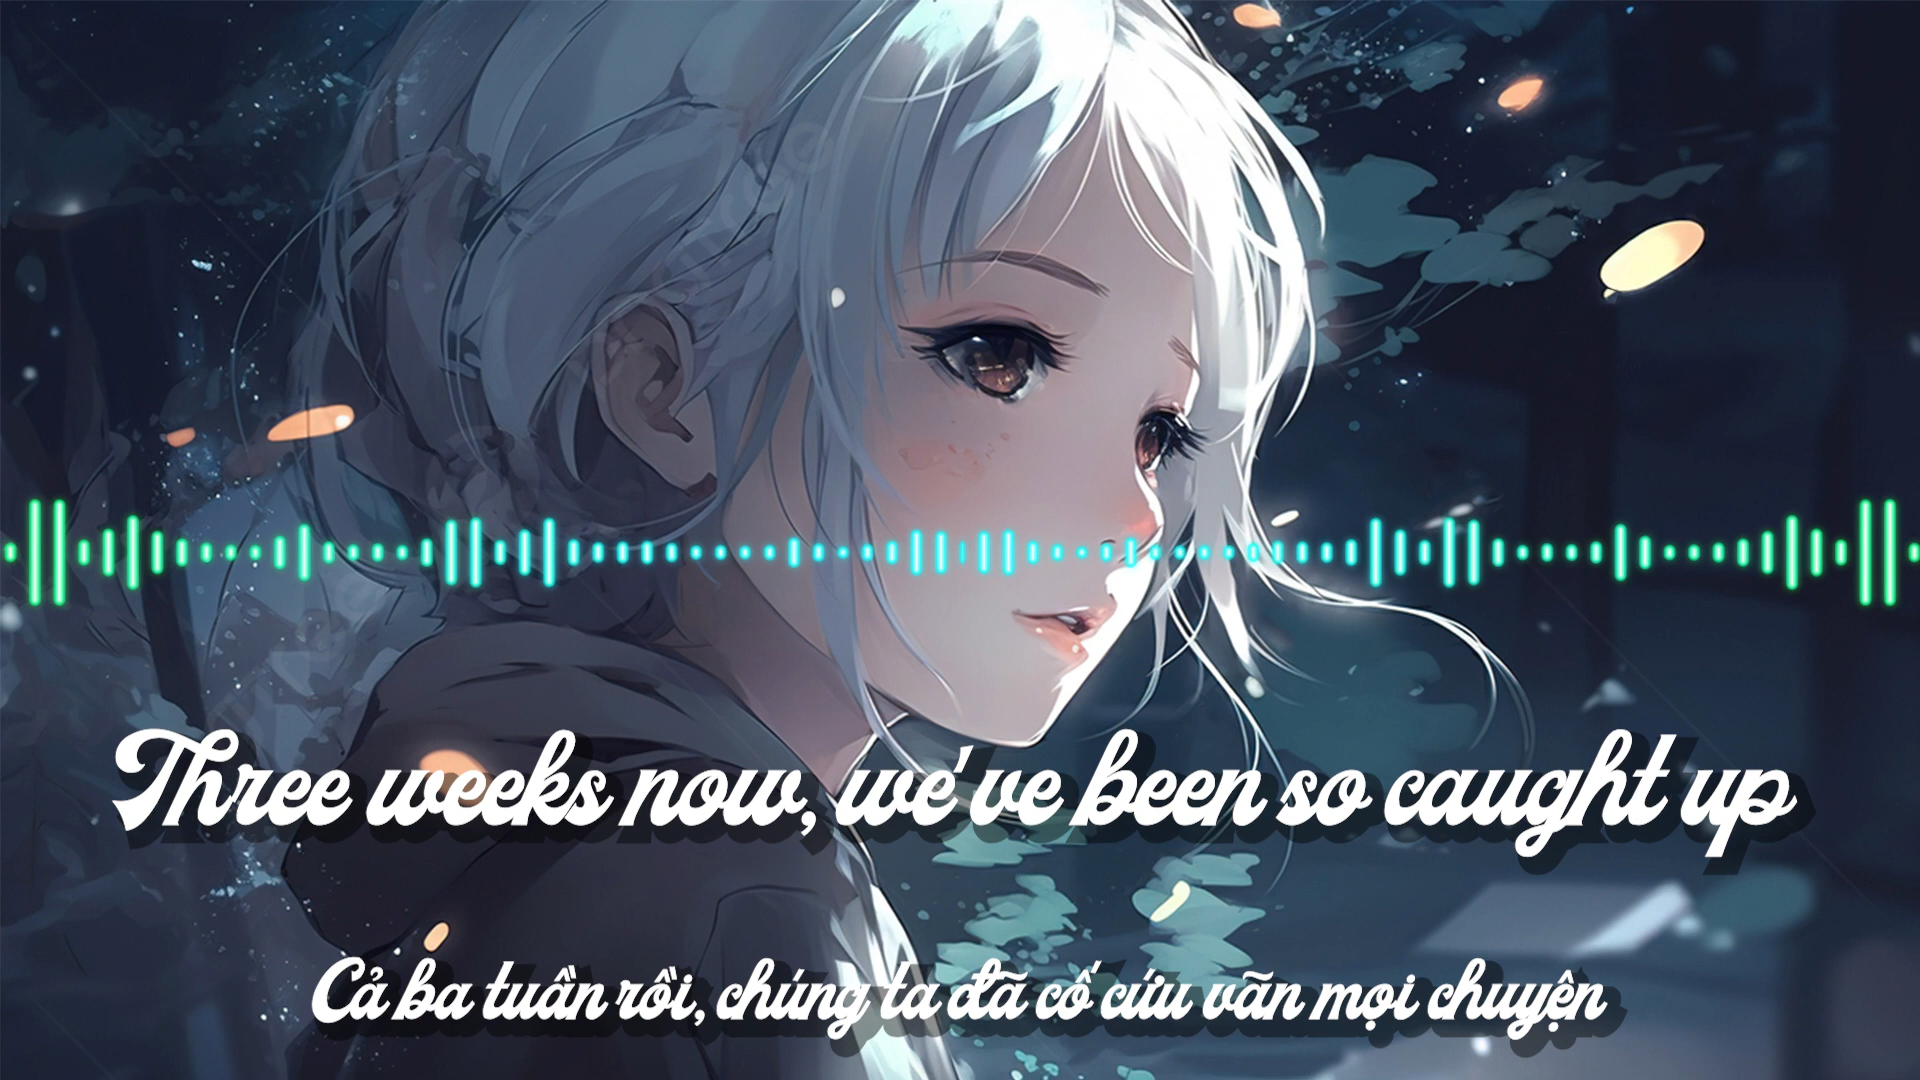 Three weeks now, we've been so caught up
Cả ba tuần rồi, chúng ta đã cố cứu vãn mọi chuyện